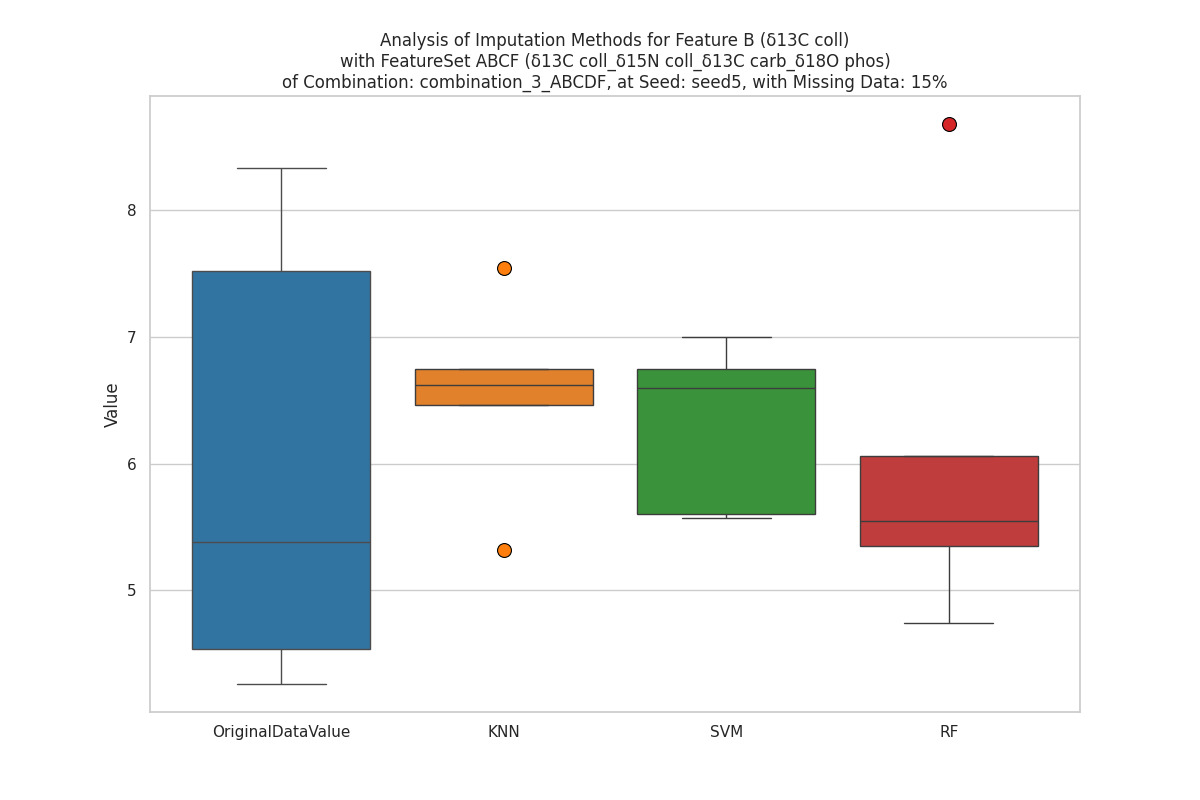 Analysis of Imputation Methods for Feature B (δ13C coll)
with FeatureSet ABCF (δ13C coll_δ15N coll_δ13C carb_δ18O phos)
of Combination: combination_3_ABCDF, at Seed: seed5, with Missing Data: 15%
8
7
6
5
Value
OriginalDataValue
KNN
SVM
RF